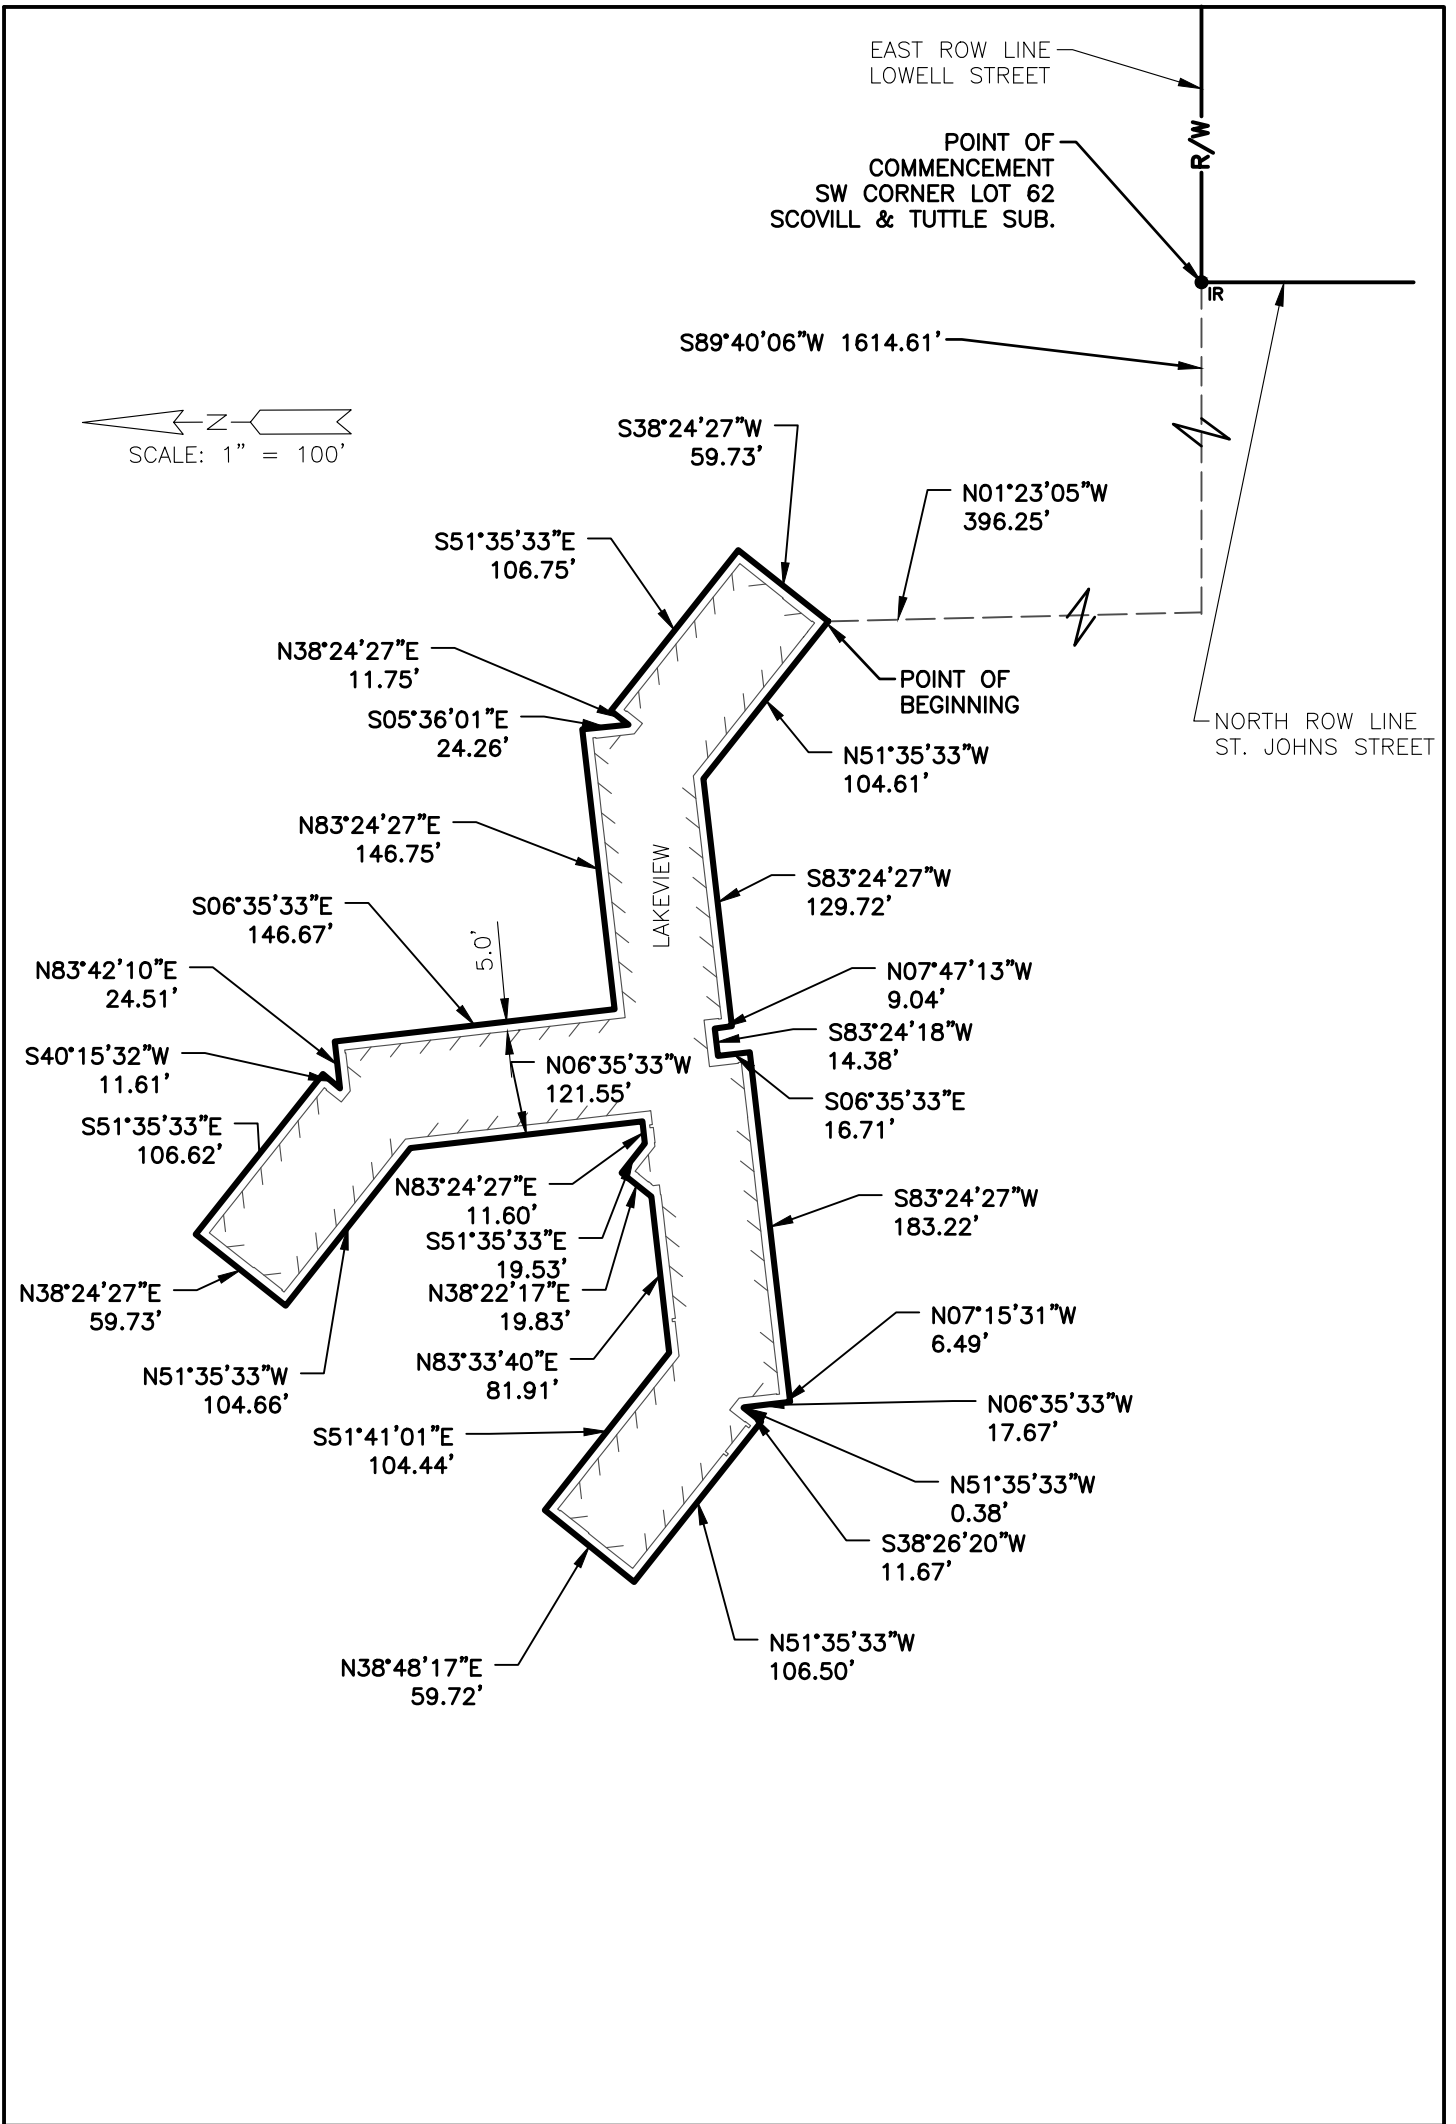 EAST ROW LINE
LOWELL STREET
R/W
POINT OF
COMMENCEMENT
SW CORNER LOT 62
SCOVILL & TUTTLE SUB.
IR
S89°40'06"W 1614.61'
N
SCALE: 1" = 100'
S38°24'27"W
59.73'
N01°23'05"W
396.25'
S51°35'33"E
106.75'
N38°24'27"E
11.75'
POINT OF
BEGINNING
S05°36'01"E
24.26'
NORTH ROW LINE
ST. JOHNS STREET
N51°35'33"W
104.61'
N83°24'27"E
146.75'
LAKEVIEW
S83°24'27"W
129.72'
S06°35'33"E
146.67'
5.0'
N83°42'10"E
24.51'
N07°47'13"W
9.04'
S83°24'18"W
14.38'
S40°15'32"W
11.61'
N06°35'33"W
121.55'
S06°35'33"E
16.71'
S51°35'33"E
106.62'
N83°24'27"E
11.60'
S83°24'27"W
183.22'
S51°35'33"E
19.53'
N38°22'17"E
19.83'
N38°24'27"E
59.73'
N07°15'31"W
6.49'
N83°33'40"E
81.91'
N51°35'33"W
104.66'
N06°35'33"W
17.67'
S51°41'01"E
104.44'
N51°35'33"W
0.38'
S38°26'20"W
11.67'
N51°35'33"W
106.50'
N38°48'17"E
59.72'